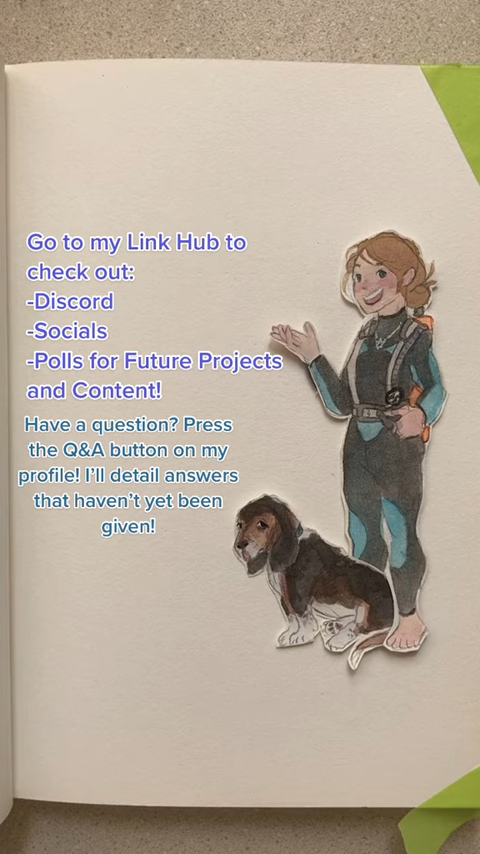 Go to my Link Hub to
check out:
-Discord
-Socials
-Polls for Future Projects
and Content!
Have a question? Press
the Q&A button on my
profile! I'll detail answers
that haven't yet been
given!